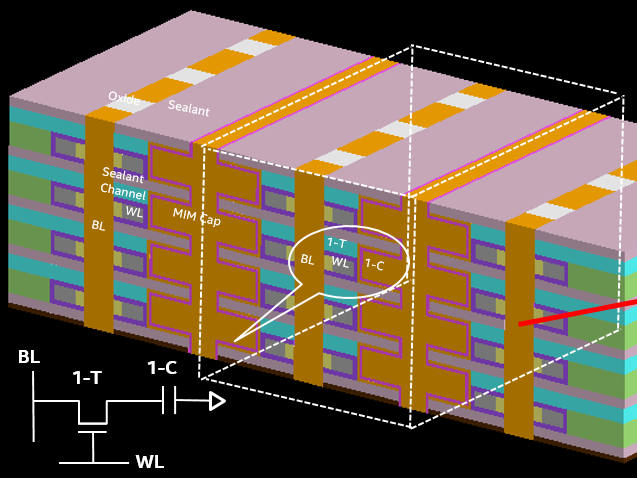 Oxide
Sealant
Sealant
Channel
WL
BL
MIM Cap
1-T
BL
WL
1-C
BL
1-T
1-C
WL